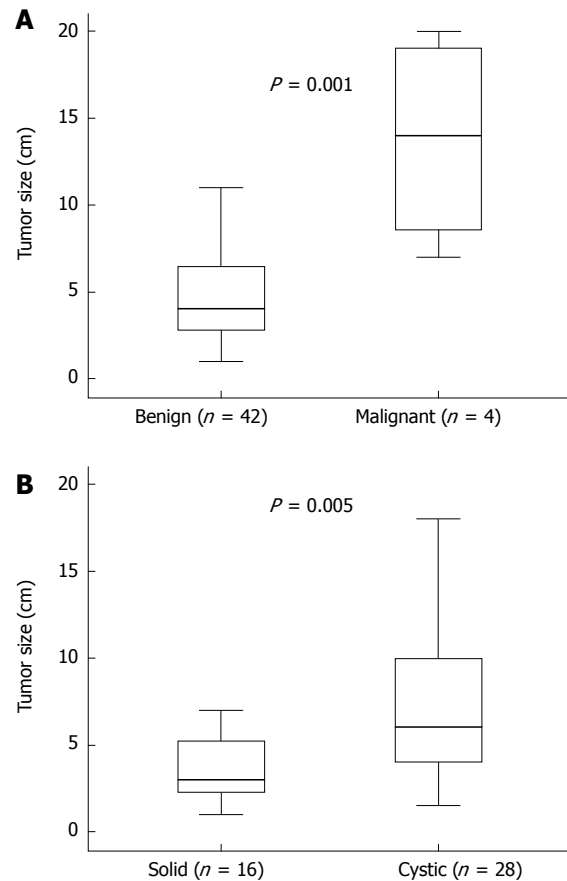 A
20
P = 0.001
15
Tumor size (cm)
10
5
0
Benign (n = 42) Malignant (n = 4)
B
20
P = 0.005
15
Tumor size (cm)
10
5
0
Solid (n = 16) Cystic (n = 28)